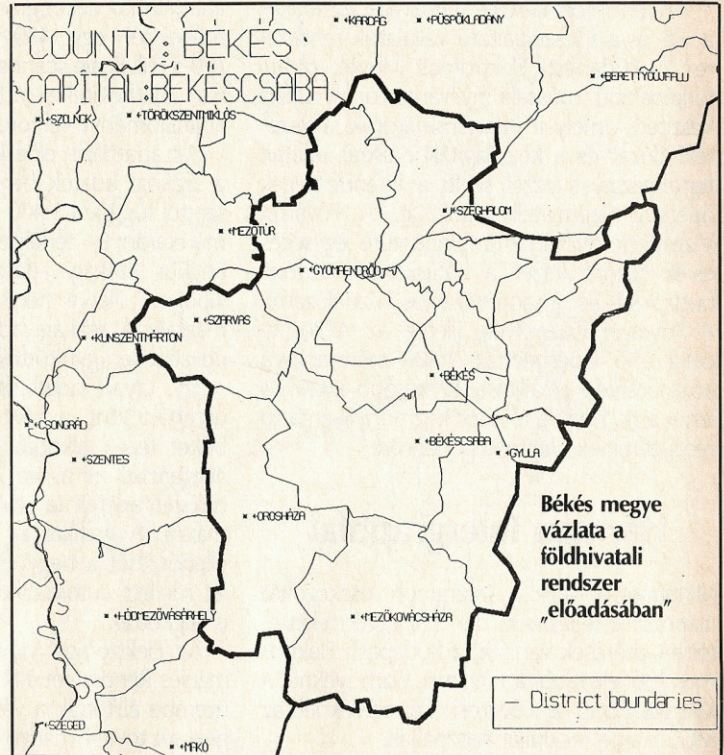 +KARCAG
+PÜSPÖKLADÁNY
COUNTY: BÉKÉS
CAPITAL:BÉKÉSCSABA
+BERETTYÓÚJFALU
+SZOLNOK
+TÖRÖKSZENTMIKLÓS
+SZEGHALOM
+MEZŐTÚR
+SZARVAS
+KUNSZENTMÁRTON
+BÉKÉS
+CSONGRÁD
+BÉKÉSCSABA
+GYULA
+SZENTES
+OROSHÁZA
Békés megye
vázlata a
földhivatali
rendszer
„előadásában”
+HÓDMEZŐVÁSÁRHELY
+MEZŐKOVÁCSHÁZA
District boundaries
+SZEGED
+MAKÓ